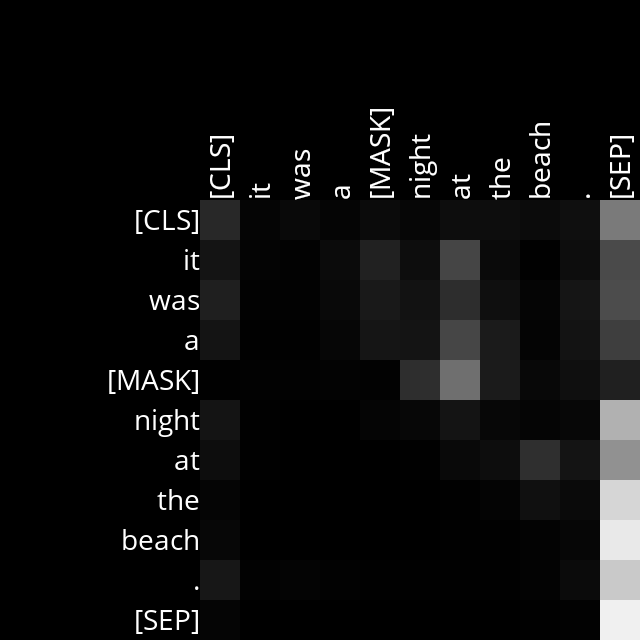 [CLS] it was a [MASK] night at the beach . [SEP]
[CLS]
it
was
a
[MASK]
night
at
the
beach
.
[SEP]